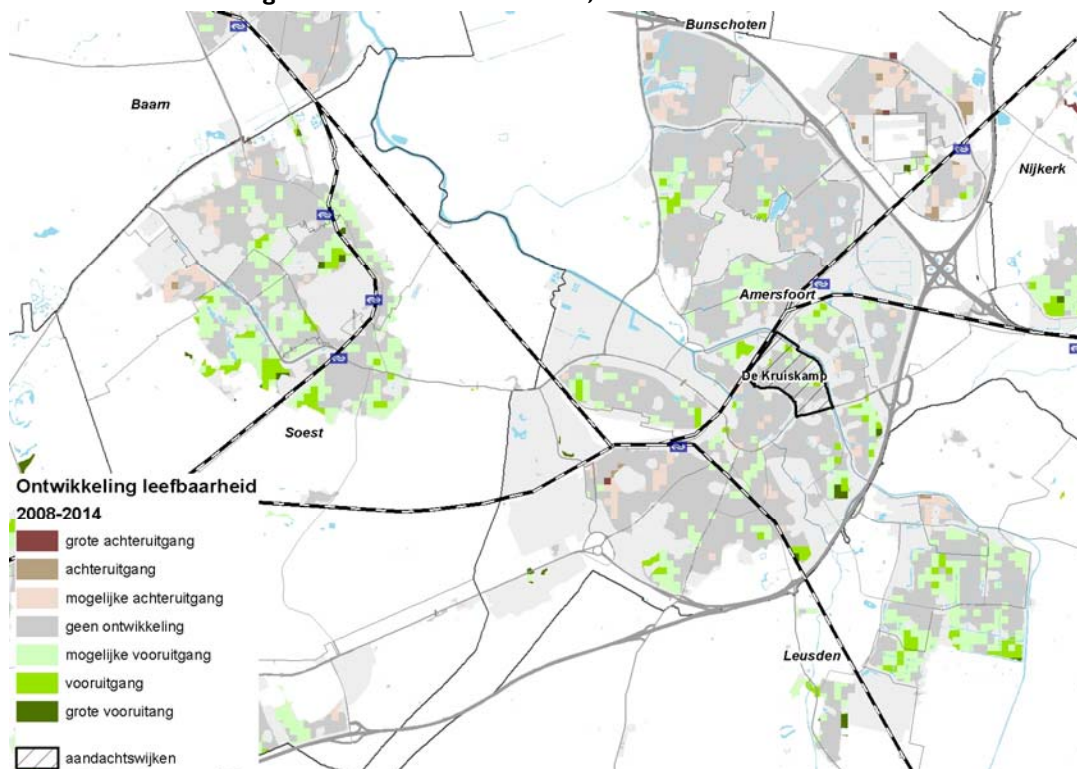 Bunschoten
Baarn
Nijkerk
Amersfoort
De Kruiskamp
Soest
Leusden
Ontwikkeling leefbaarheid
2008-2014
grote achteruitgang
achteruitgang
mogelijke achteruitgang
geen ontwikkeling
mogelijke vooruitgang
vooruitgang
grote vooruitang
aandachtswijken